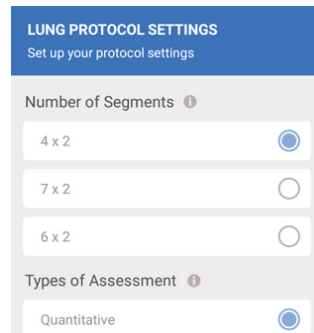 LUNG PROTOCOL SETTINGS
Set up your protocol settings
Number of Segments
4 x 2
7 x 2
6 x 2
Types of Assessment
Quantitative